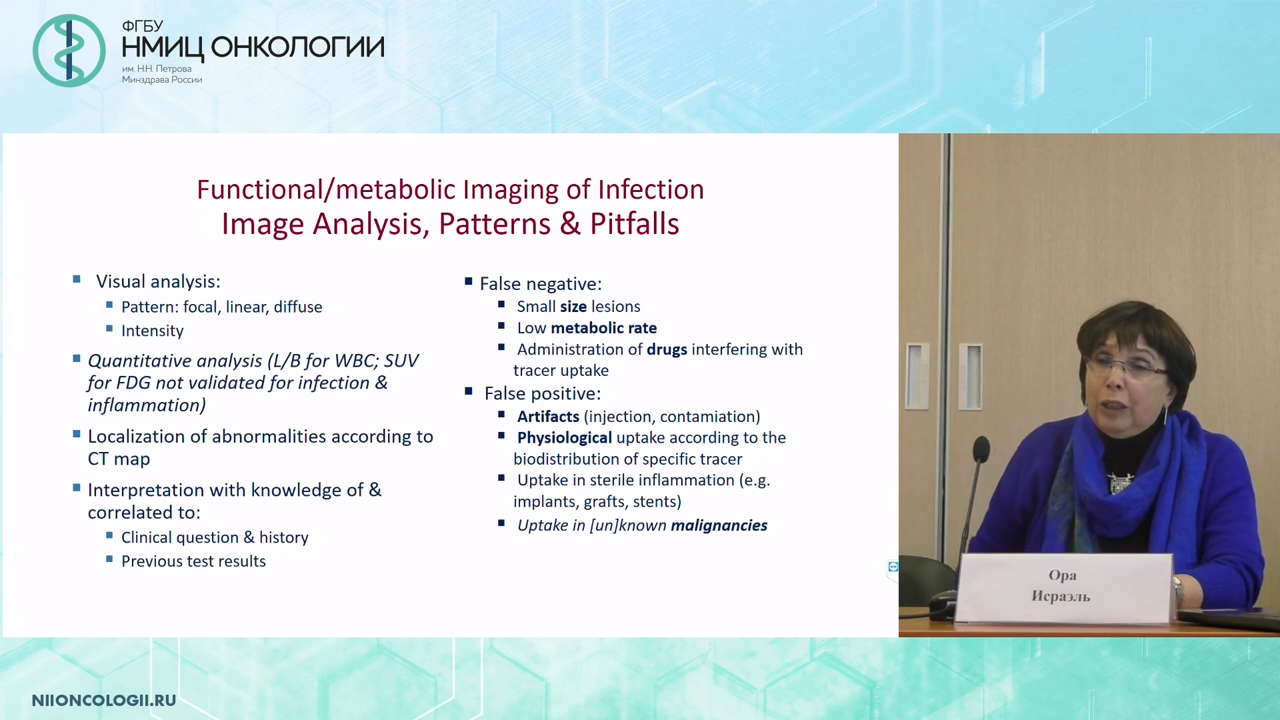 ФГБУ
НМИЦ ОНКОЛОГИИ
им. Н.Н. Петрова
Минздрава России
Functional/metabolic Imaging of Infection
Image Analysis, Patterns & Pitfalls
Visual analysis:
Pattern: focal, linear, diffuse
Intensity
Quantitative analysis (L/B for WBC; SUV
for FDG not validated for infection &
inflammation)
Localization of abnormalities according to
CT map
Interpretation with knowledge of &
correlated to:
Clinical question & history
Previous test results
False negative:
Small size lesions
Low metabolic rate
Administration of drugs interfering with
tracer uptake
False positive:
Artifacts (injection, contamiation)
Physiological uptake according to the
biodistribution of specific tracer
Uptake in sterile inflammation (e.g.
implants, grafts, stents)
Uptake in [un]known malignancies
Ора
Исраэль
NIIONCOLOGII.RU